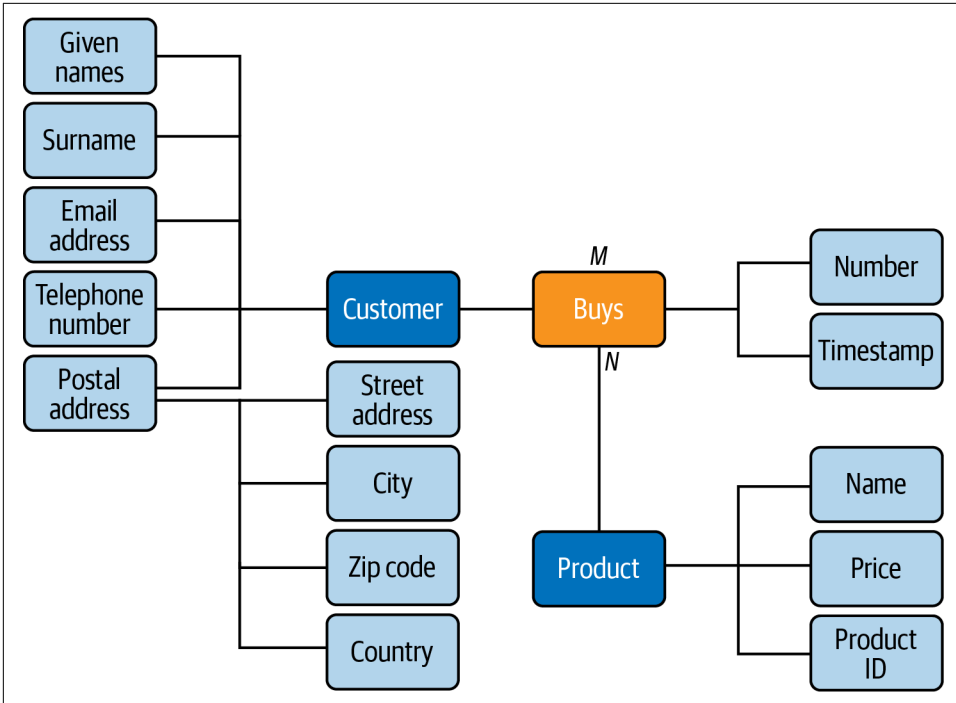 Given
names
Surname
Email
address
Telephone
number
Postal
address
Customer
Street
address
City
Zip code
Country
M
Buys
N
Product
Number
Timestamp
Name
Price
Product
ID